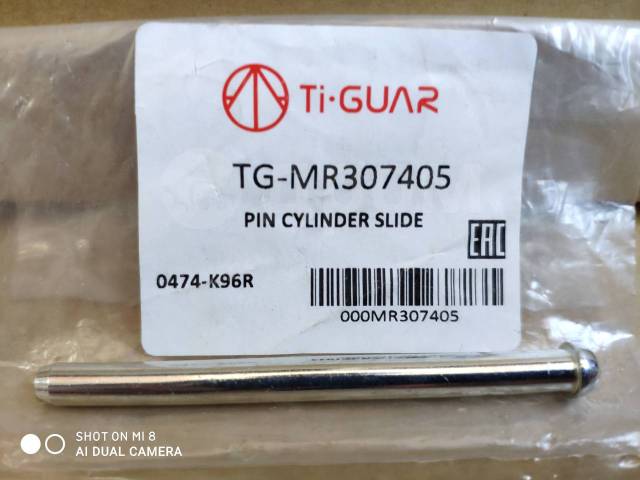 Ti·GUAR
TG-MR307405
PIN CYLINDER SLIDE
EAC
0474-K96R
000MR307405
SHOT ON MI 8
AI DUAL CAMERA